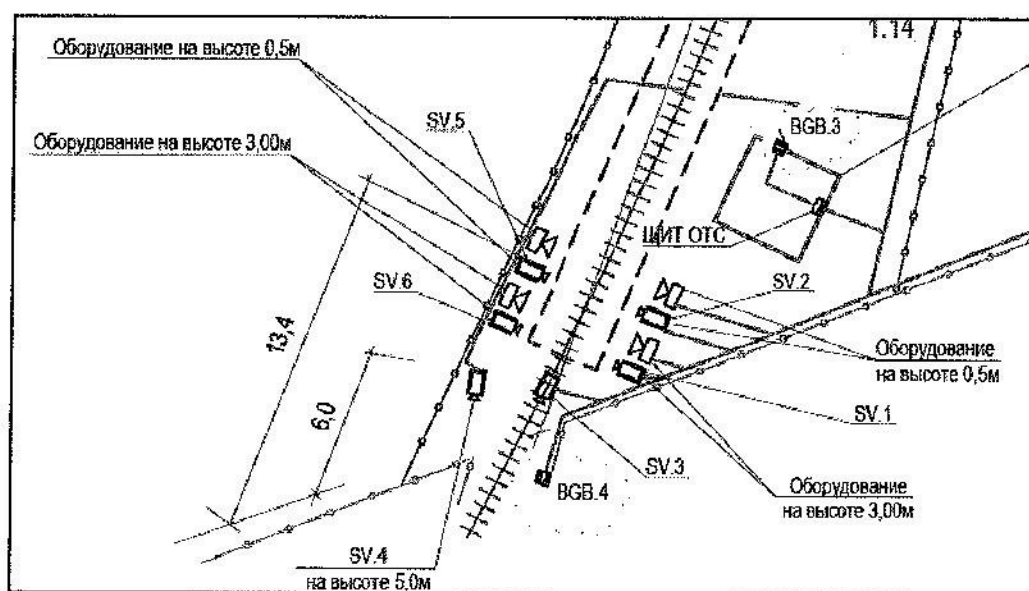 1.14
Оборудование на высоте 0,5м
SV.5
BGB.3
Оборудование на высоте 3,00м
ЩИТ ОТС
SV.6
SV.2
13,4
Оборудование
на высоте 0,5м
6,0
SV.1
SV.3
BGB.4
Оборудование
на высоте 3,00м
SV.4
на высоте 5,0м